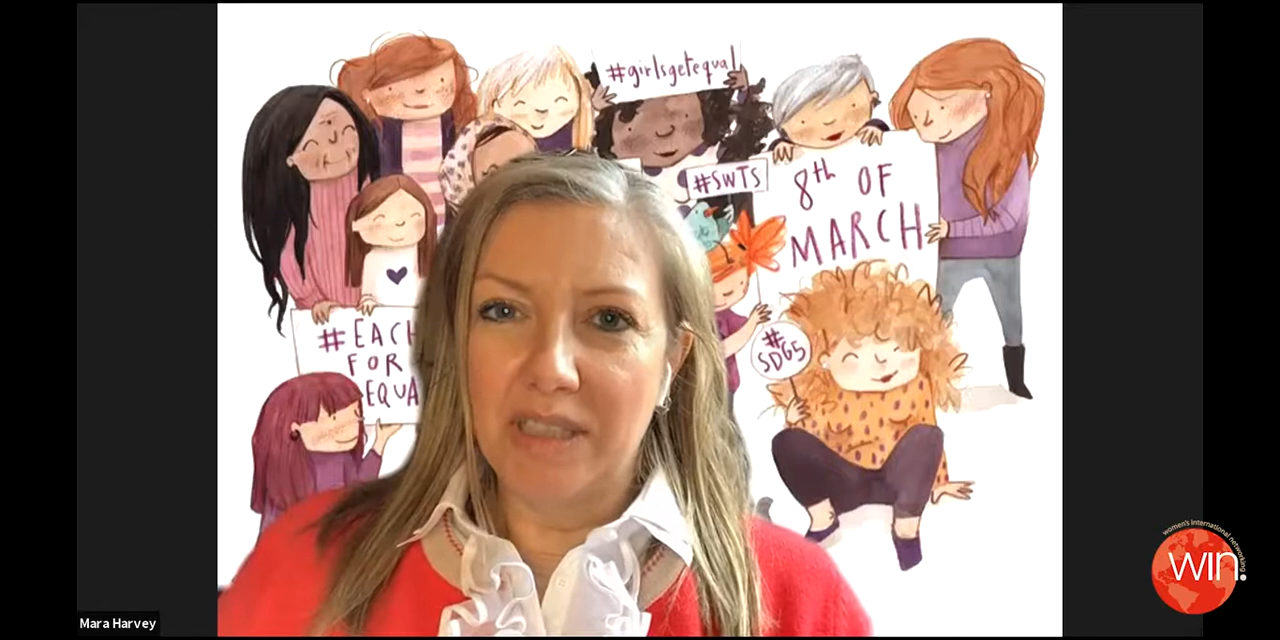 #girlsgetequal
#SWTS
8th OF
MARCH
#EACH
FOR
EQUA
#
SDG5
women's international networking
win.
Mara Harvey